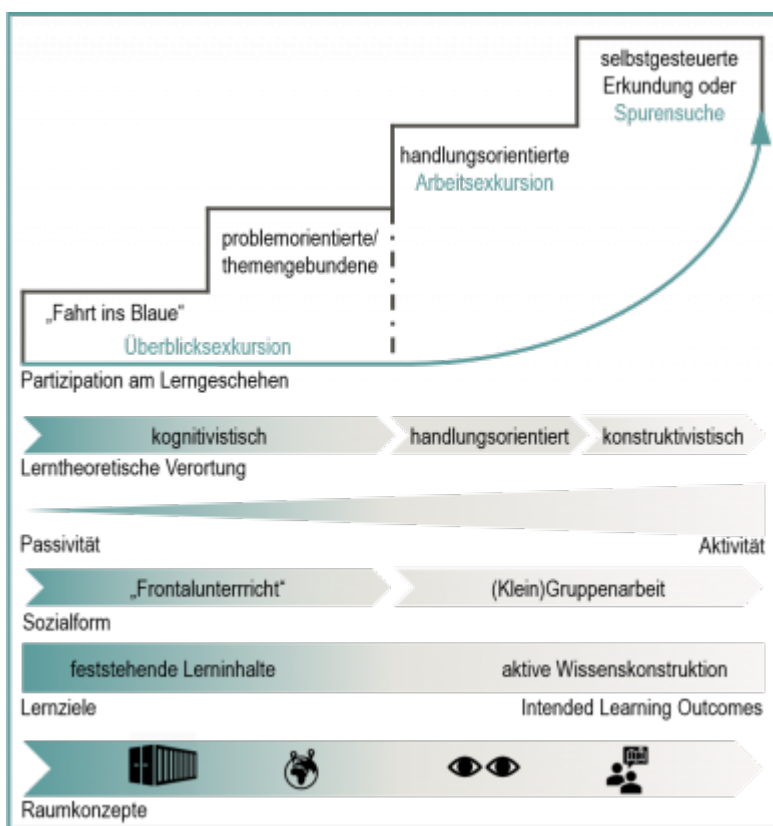 selbstgesteuerte
Erkundung oder
Spurensuche
handlungsorientierte
Arbeitsexkursion
problemorientierte/
themengebundene
„Fahrt ins Blaue“
Überblicksexkursion
Partizipation am Lerngeschehen
kognitivistisch handlungsorientiert konstruktivistisch
Lerntheoretische Verortung
Passivität Aktivität
„Frontalunterrricht“ (Klein)Gruppenarbeit
Sozialform
feststehende Lerninhalte aktive Wissenskonstruktion
Lernziele Intended Learning Outcomes
Raumkonzepte